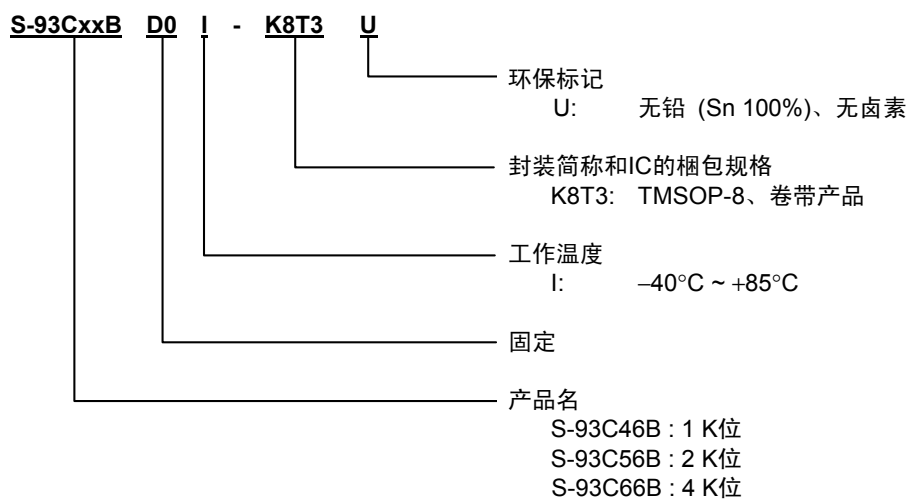 S-93CxxB D0 I - K8T3 U
环保标记
U: 无铅 (Sn 100%)、无卤素
封装简称和IC的梱包规格
K8T3: TMSOP-8、卷带产品
工作温度
I: −40°C ~ +85°C
固定
产品名
S-93C46B : 1 K位
S-93C56B : 2 K位
S-93C66B : 4 K位